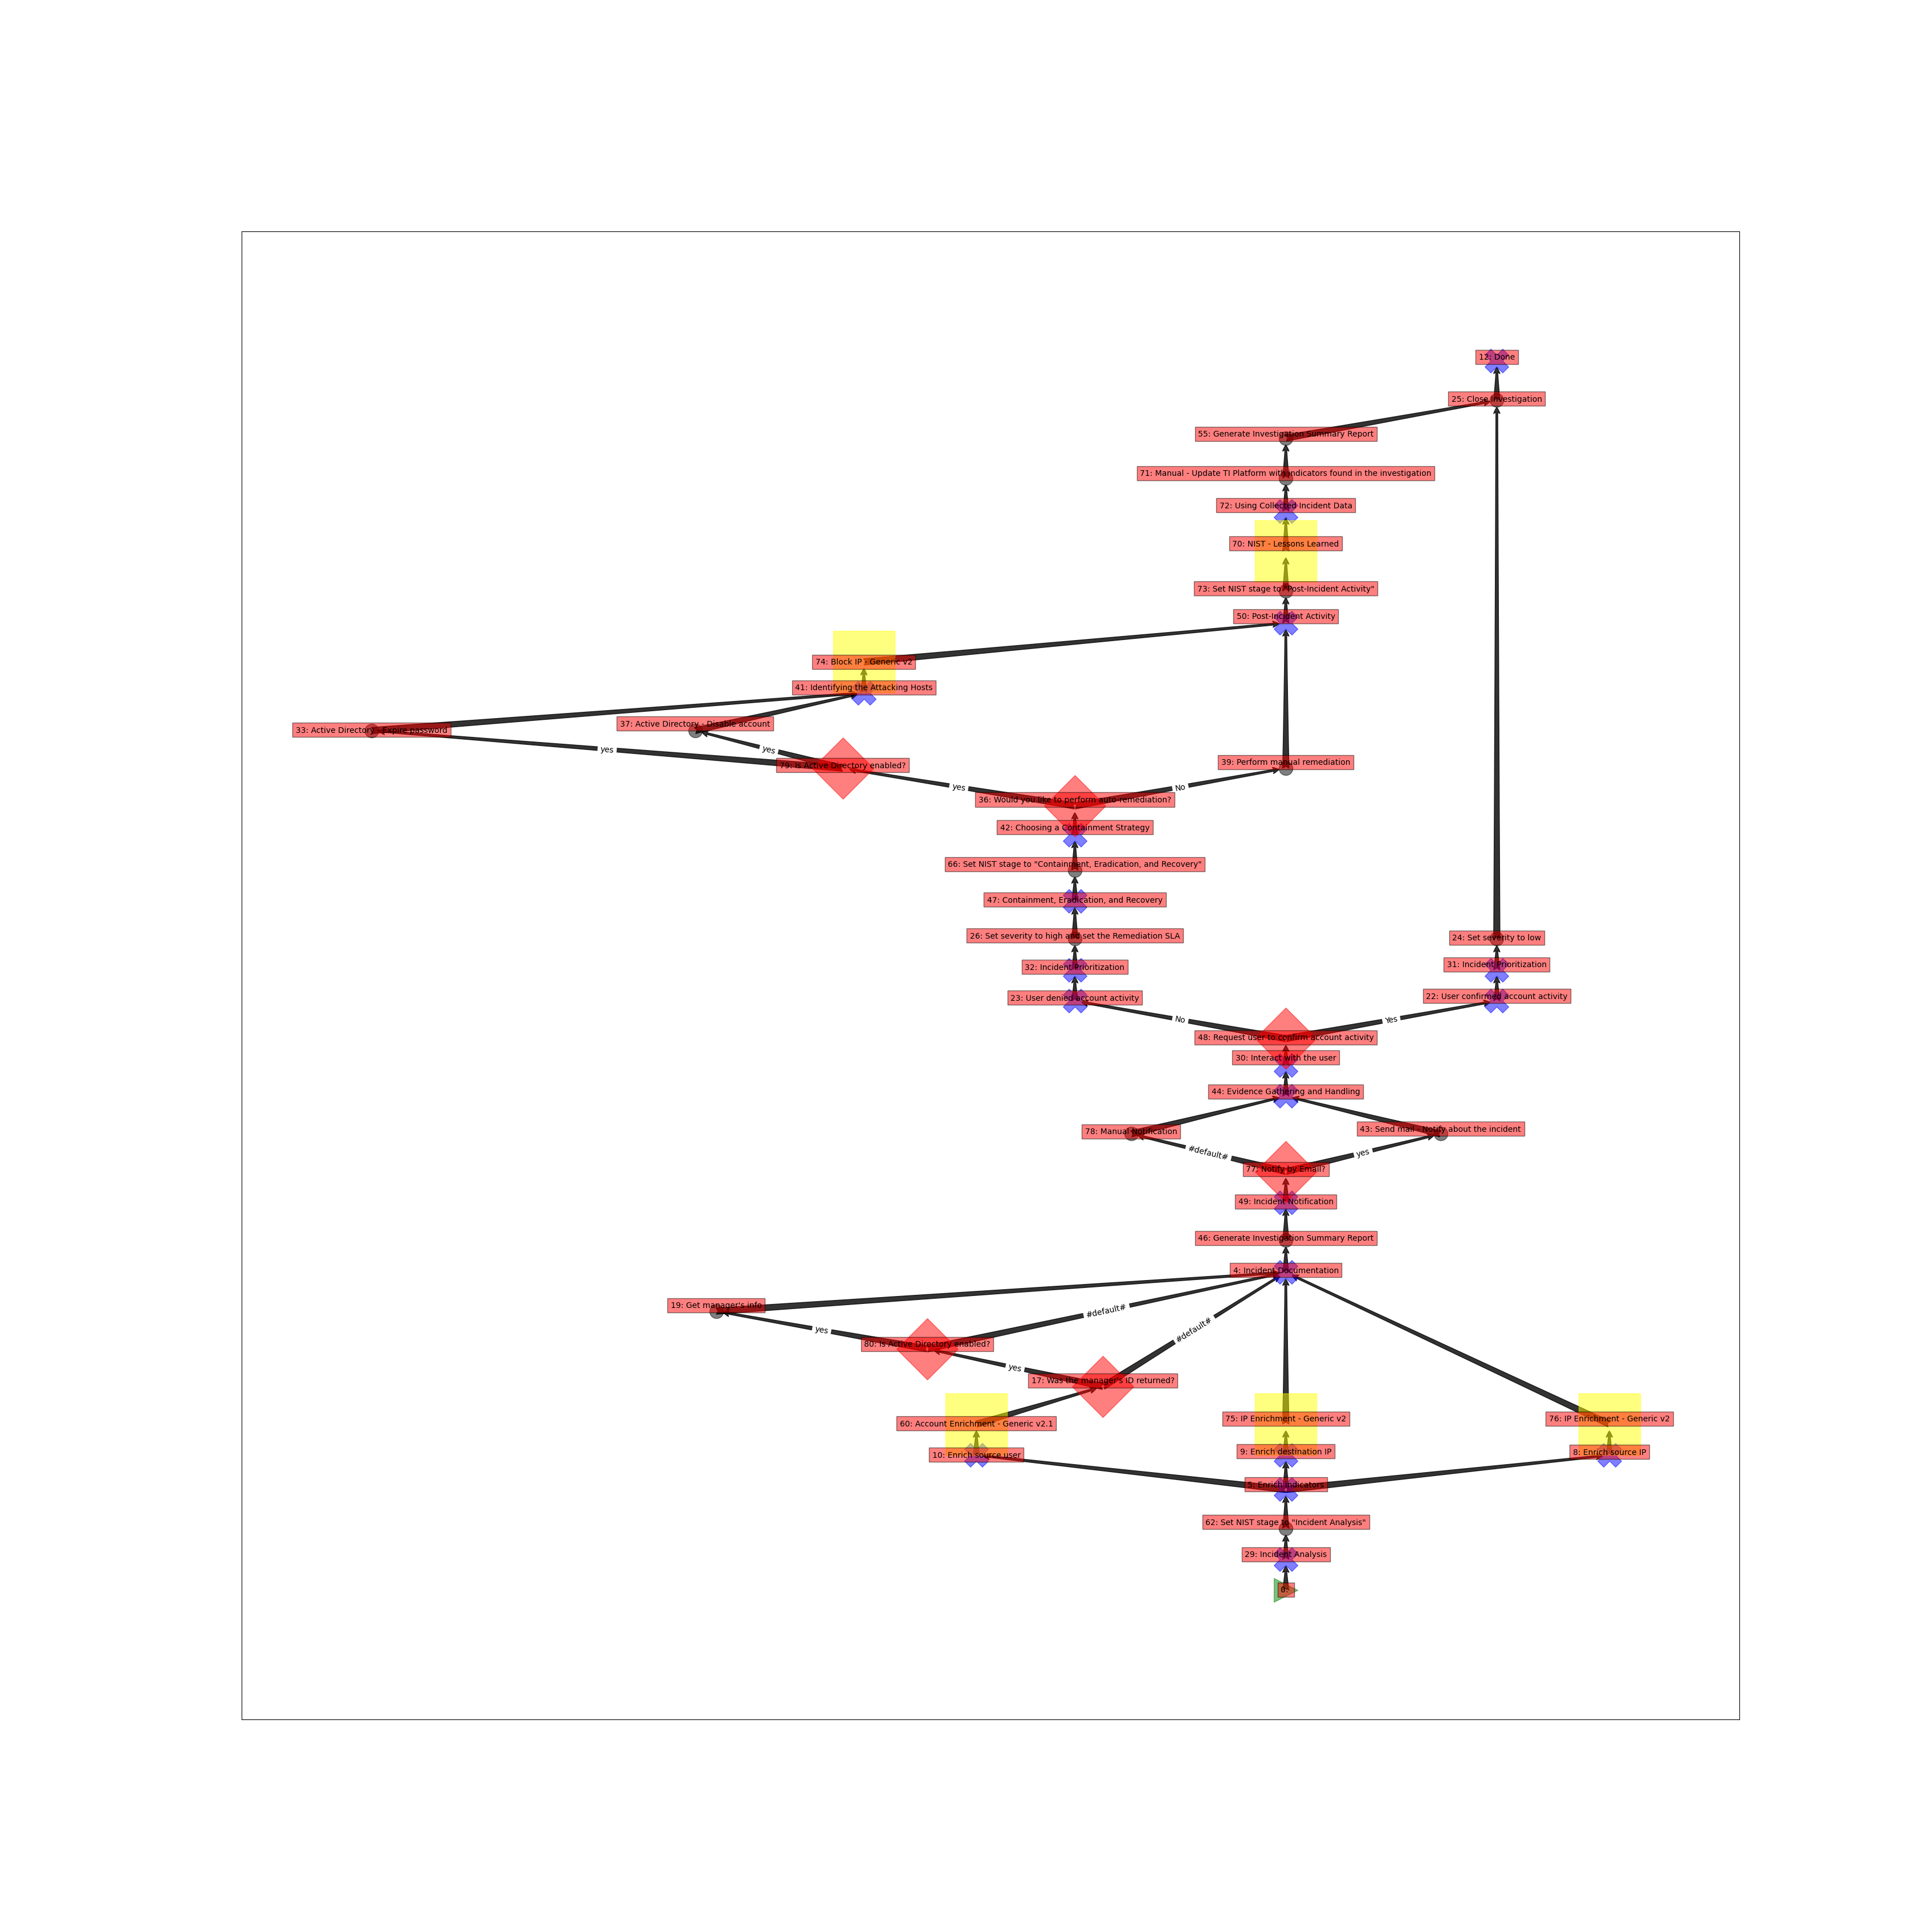 12: Done
25: Close Investigation
55: Generate Investigation Summary Report
71: Manual - Update TI Platform with indicators found in the investigation
72: Using Collected Incident Data
70: NIST - Lessons Learned
73: Set NIST stage to "Post-Incident Activity"
50: Post-Incident Activity
74: Block IP - Generic v2
41: Identifying the Attacking Hosts
37: Active Directory - Disable account
33: Active Directory - Expire password
yes
yes
39: Perform manual remediation
79: Is Active Directory enabled?
yes
No
36: Would you like to perform auto-remediation?
42: Choosing a Containment Strategy
66: Set NIST stage to "Containment, Eradication, and Recovery"
47: Containment, Eradication, and Recovery
26: Set severity to high and set the Remediation SLA
24: Set severity to low
31: Incident Prioritization
32: Incident Prioritization
22: User confirmed account activity
23: User denied account activity
No
Yes
48: Request user to confirm account activity
30: Interact with the user
44: Evidence Gathering and Handling
43: Send mail - Notify about the incident
78: Manual Notification
#default#
yes
77: Notify by Email?
49: Incident Notification
46: Generate Investigation Summary Report
4: Incident Documentation
19: Get manager's info
#default#
yes
#default#
80: Is Active Directory enabled?
yes
17: Was the manager's ID returned?
75: IP Enrichment - Generic v2
76: IP Enrichment - Generic v2
60: Account Enrichment - Generic v2.1
9: Enrich destination IP
8: Enrich source IP
10: Enrich source user
5: Enrich indicators
62: Set NIST stage to "Incident Analysis"
29: Incident Analysis
0: